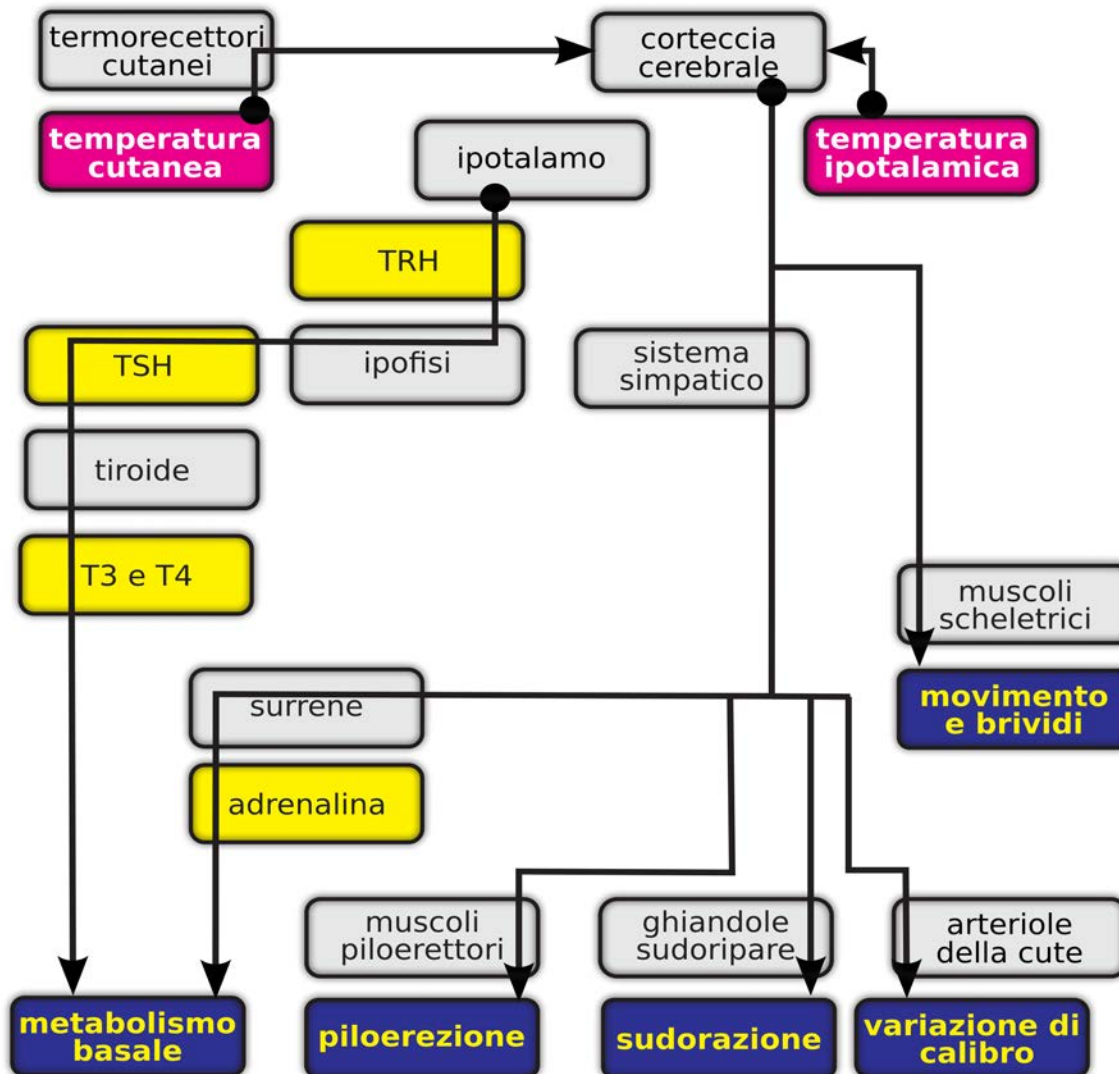 termorecettori
cutanei
corteccia
cerebrale
temperatura
cutanea
ipotalamo
temperatura
ipotalamica
TRH
TSH
ipofisi
sistema
simpatico
tiroide
T3 e T4
muscoli
scheletrici
surrene
movimento
e brividi
adrenalina
muscoli
piloerettori
ghiandole
sudoripare
arteriole
della cute
metabolismo
basale
piloerezione
sudorazione
variazione di
calibro